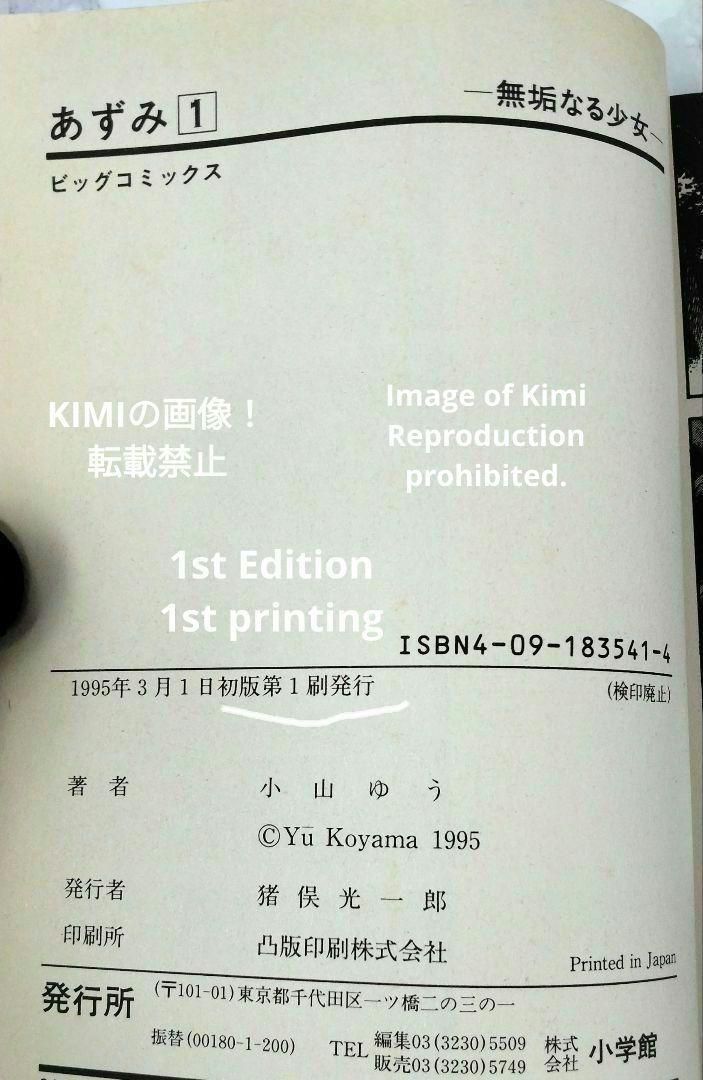 あずみ 1
―無垢なる少女―
ビッグコミックス
KIMIの画像！
転載禁止
Image of Kimi
Reproduction
prohibited.
1st Edition
1st printing
ISBN4-09-183541-4
1995年3月1日初版第1刷発行
(検印廃止)
著者 小山ゆう
©Yū Koyama 1995
発行者 猪俣光一郎
印刷所 凸版印刷株式会社
Printed in Japan
発行所 (〒101-01)東京都千代田区一ツ橋二の三の一
振替(00180-1-200) TEL 編集03(3230)5509
販売03(3230)5749
株式会社 小学館